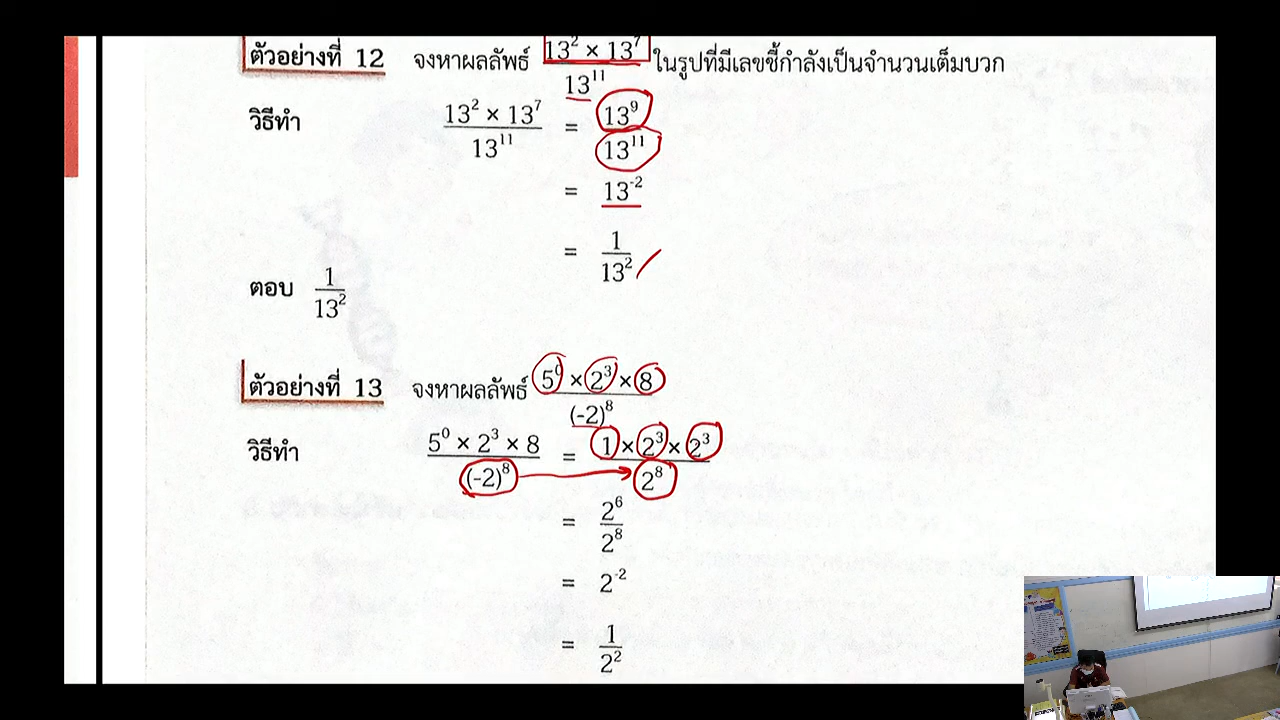 ตัวอย่างที่ 12 จงหาผลลัพธ์ 13² × 13⁷ / 13¹¹ ในรูปที่มีเลขชี้กำลังเป็นจำนวนเต็มบวก
วิธีทำ 13² × 13⁷ / 13¹¹ = 13⁹ / 13¹¹
= 13⁻²
= 1 / 13²
ตอบ 1 / 13²
ตัวอย่างที่ 13 จงหาผลลัพธ์ 5⁰ × 2³ × 8 / (-2)⁸
วิธีทำ 5⁰ × 2³ × 8 / (-2)⁸ = 1 × 2³ × 2³ / 2⁸
= 2⁶ / 2⁸
= 2⁻²
= 1 / 2²